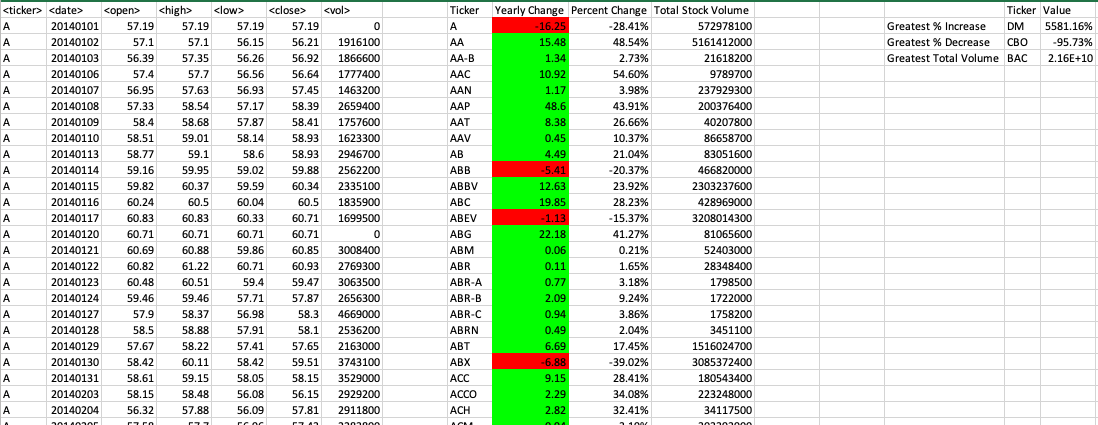 <ticker> <date> <open> <high> <low> <close> <vol> Ticker Yearly Change Percent Change Total Stock Volume Ticker Value
A 20140101 57.19 57.19 57.19 57.19 0 A -16.25 -28.41% 572978100 Greatest % Increase DM 5581.16%
A 20140102 57.1 57.1 56.15 56.21 1916100 AA 15.48 48.54% 5161412000 Greatest % Decrease CBO -95.73%
A 20140103 56.39 57.35 56.26 56.92 1866600 AA-B 1.34 2.73% 21618200 Greatest Total Volume BAC 2.16E+10
A 20140106 57.4 57.7 56.56 56.64 1777400 AAC 10.92 54.60% 9789700
A 20140107 56.95 57.63 56.93 57.45 1463200 AAN 1.17 3.98% 237929300
A 20140108 57.33 58.54 57.17 58.39 2659400 AAP 48.6 43.91% 200376400
A 20140109 58.4 58.68 57.87 58.41 1757600 AAT 8.38 26.66% 40207800
A 20140110 58.51 59.01 58.14 58.93 1623300 AAV 0.45 10.37% 86658700
A 20140113 58.77 59.1 58.6 58.93 2946700 AB 4.49 21.04% 83051600
A 20140114 59.16 59.95 59.02 59.88 2562200 ABB -5.41 -20.37% 466820000
A 20140115 59.82 60.37 59.59 60.34 2335100 ABBV 12.63 23.92% 2303237600
A 20140116 60.24 60.5 60.04 60.5 1835900 ABC 19.85 28.23% 428969000
A 20140117 60.83 60.83 60.33 60.71 1699500 ABEV -1.13 -15.37% 3208014300
A 20140120 60.71 60.71 60.71 60.71 0 ABG 22.18 41.27% 81065600
A 20140121 60.69 60.88 59.86 60.85 3008400 ABM 0.06 0.21% 52403000
A 20140122 60.82 61.22 60.71 60.93 2769300 ABR 0.11 1.65% 28348400
A 20140123 60.48 60.51 59.4 59.47 3063500 ABR-A 0.77 3.18% 1798500
A 20140124 59.46 59.46 57.71 57.87 2656300 ABR-B 2.09 9.24% 1722000
A 20140127 57.9 58.37 56.98 58.3 4669000 ABR-C 0.94 3.86% 1758200
A 20140128 58.5 58.88 57.91 58.1 2536200 ABRN 0.49 2.04% 3451100
A 20140129 57.67 58.22 57.41 57.65 2163000 ABT 6.69 17.45% 1516024700
A 20140130 58.42 60.11 58.42 59.51 3743100 ABX -6.88 -39.02% 3085372400
A 20140131 58.61 59.15 58.05 58.15 3529000 ACC 9.15 28.41% 180543400
A 20140203 58.15 58.48 56.08 56.15 2929200 ACCO 2.29 34.08% 223248000
A 20140204 56.32 57.88 56.09 57.81 2911800 ACH 2.82 32.41% 34117500